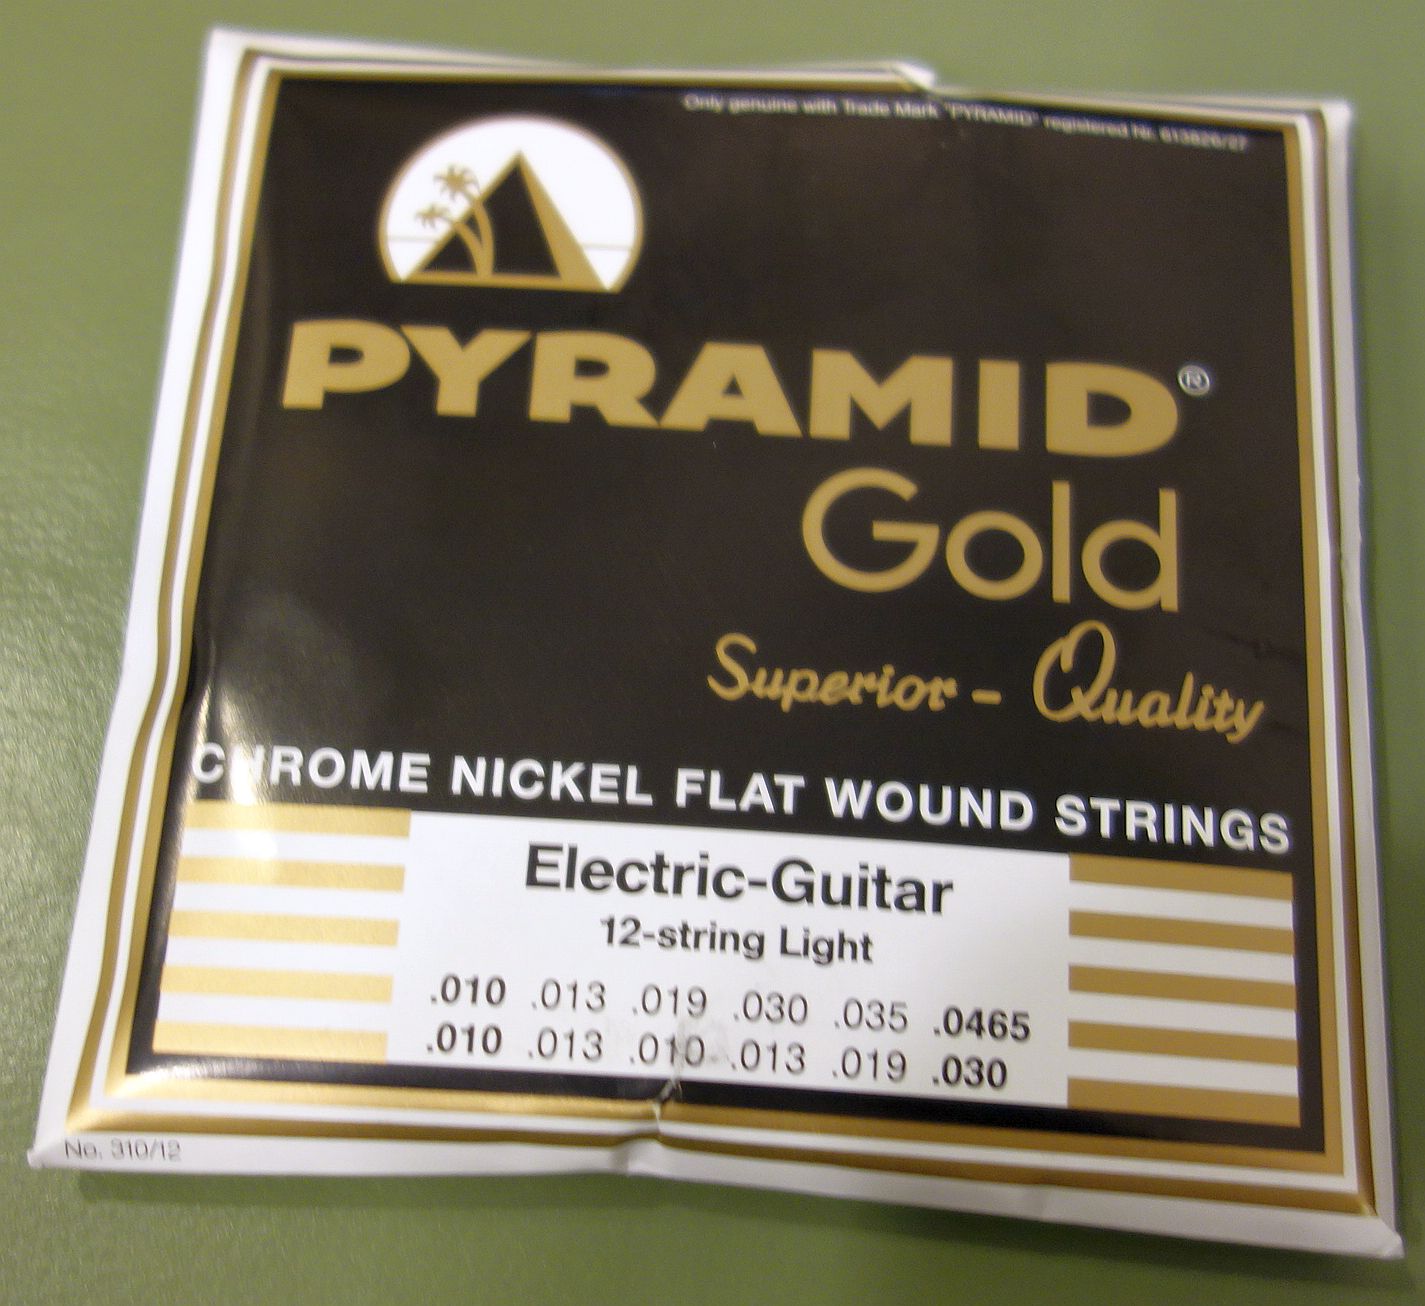 Only genuine with Trade Mark "PYRAMID" registered Nr.
PYRAMID®
Gold
Superior - Quality
CHROME NICKEL FLAT WOUND STRINGS
Electric-Guitar
12-string Light
.010 .013 .019 .030 .035 .0465
.010 .013 .010 .013 .019 .030
No. 310/12